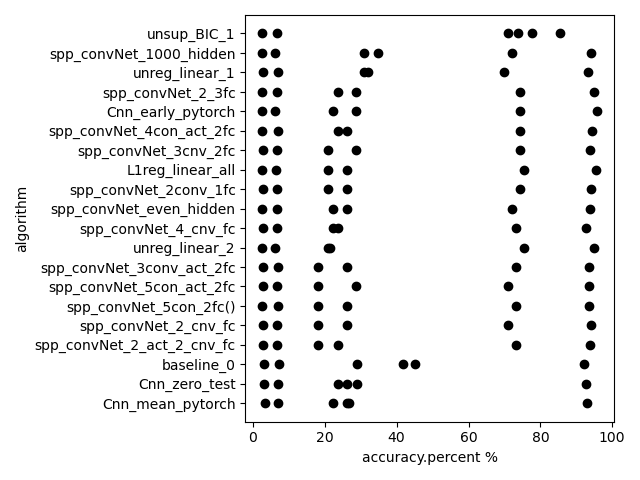 unsup_BIC_1
spp_convNet_1000_hidden
unreg_linear_1
spp_convNet_2_3fc
Cnn_early_pytorch
spp_convNet_4con_act_2fc
spp_convNet_3cnv_2fc
L1reg_linear_all
spp_convNet_2conv_1fc
spp_convNet_even_hidden
spp_convNet_4_cnv_fc
unreg_linear_2
spp_convNet_3conv_act_2fc
spp_convNet_5con_act_2fc
spp_convNet_5con_2fc()
spp_convNet_2_cnv_fc
spp_convNet_2_act_2_cnv_fc
baseline_0
Cnn_zero_test
Cnn_mean_pytorch
algorithm
0 20 40 60 80 100
accuracy.percent %